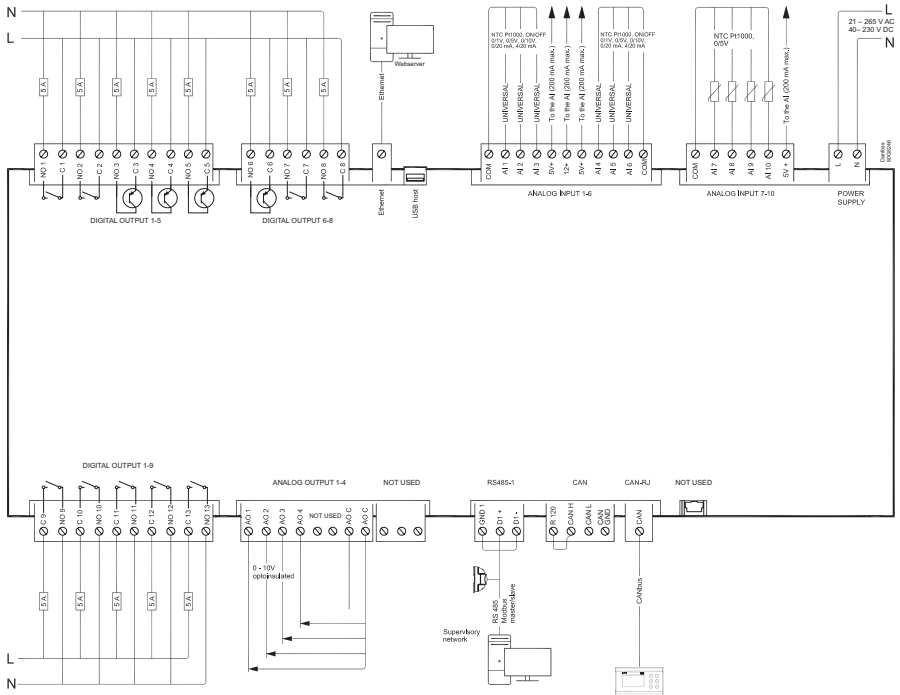 N
L
5 A
5 A
5 A
5 A
5 A
5 A
5 A
5 A
Webserver
Ethernet
NTC Pt1000, ON/OFF
0/1V, 0/5V, 0/10V,
0/20 mA, 4/20 mA
UNIVERSAL
UNIVERSAL
UNIVERSAL
To the AI (200 mA max.)
To the AI (200 mA max.)
To the AI (200 mA max.)
NTC Pt1000, ON/OFF
0/1V, 0/5V, 0/10V,
0/20 mA, 4/20 mA
UNIVERSAL
UNIVERSAL
UNIVERSAL
NTC Pt1000,
0/5V
To the AI (200 mA max.)
L
21 – 265 V AC
40– 230 V DC
N
NO 1
C 1
NO 2
C 2
NO 3
C 3
NO 4
C 4
NO 5
C 5
DIGITAL OUTPUT 1-5
NO 6
C 6
NO 7
C 7
NO 8
C 8
DIGITAL OUTPUT 6-8
Ethernet
USB host
COM
AI 1
AI 2
AI 3
5V+
12+
5V+
AI 4
AI 5
AI 6
COM
ANALOG INPUT 1-6
COM
AI 7
AI 8
AI 9
AI 10
5V +
ANALOG INPUT 7-10
L
N
POWER
SUPPLY
Danfoss
DIGITAL OUTPUT 1-9
C 9
NO 9
C 10
NO 10
C 11
NO 11
C 12
NO 12
C 13
NO 13
5 A
5 A
5 A
5 A
5 A
L
N
ANALOG OUTPUT 1-4
AO 1
AO 2
AO 3
AO 4
NOT USED
AO C
AO C
0 - 10V
optoinsulated
NOT USED
RS485-1
GND 1
D1 +
D1 -
RS 485
Modbus
master/slave
Supervisory
network
CAN
R 120
CAN H
CAN L
CAN
GND
CAN-RJ
CAN
CANbus
NOT USED